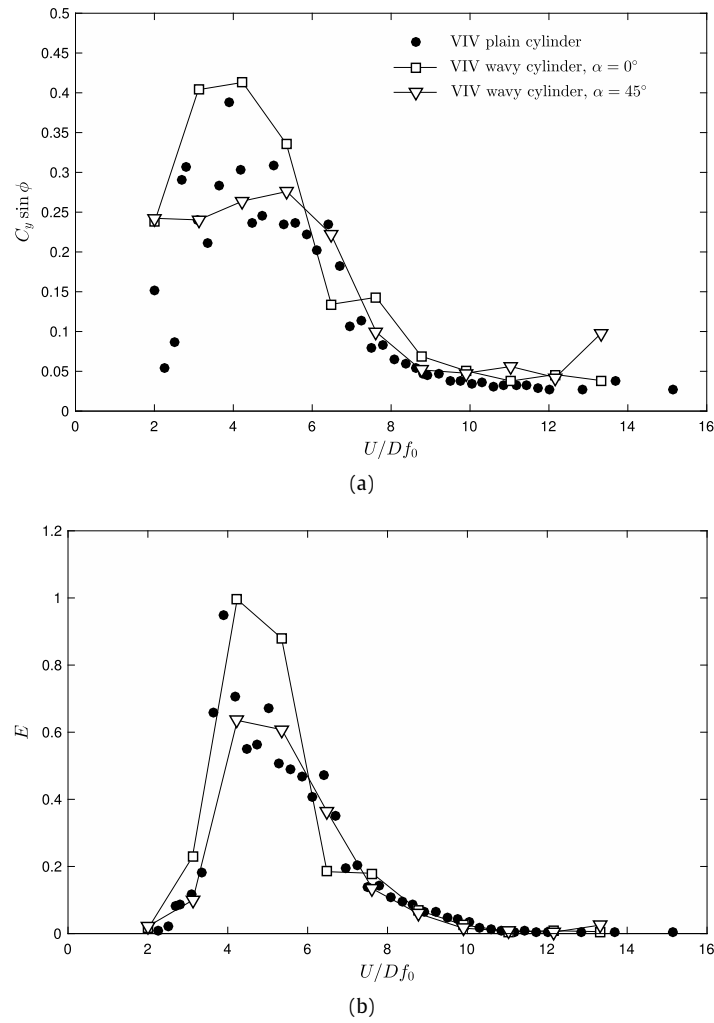 0.5
0.45
0.4
0.35
0.3
0.25
0.2
0.15
0.1
0.05
0
C_y sin ϕ
VIV plain cylinder
VIV wavy cylinder, α = 0°
VIV wavy cylinder, α = 45°
0 2 4 6 8 10 12 14 16
U/Df₀
(a)
1.2
1
0.8
0.6
0.4
0.2
0
E
0 2 4 6 8 10 12 14 16
U/Df₀
(b)